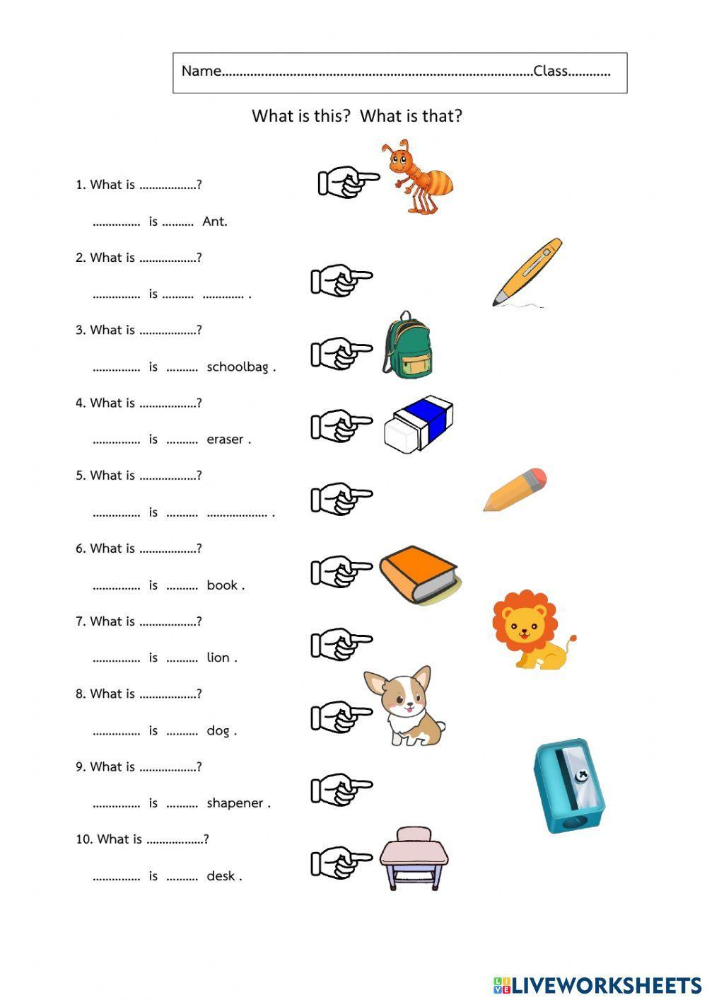 Name.......................................................................................Class............
What is this?  What is that?
1. What is ..................?
............... is .......... Ant.
2. What is ..................?
............... is .......... ............. .
3. What is ..................?
............... is .......... schoolbag .
4. What is ..................?
............... is .......... eraser .
5. What is ..................?
............... is .......... ................... .
6. What is ..................?
............... is .......... book .
7. What is ..................?
............... is .......... lion .
8. What is ..................?
............... is .......... dog .
9. What is ..................?
............... is .......... shapener .
10. What is ..................?
............... is .......... desk .
LIVE LIVEWORKSHEETS